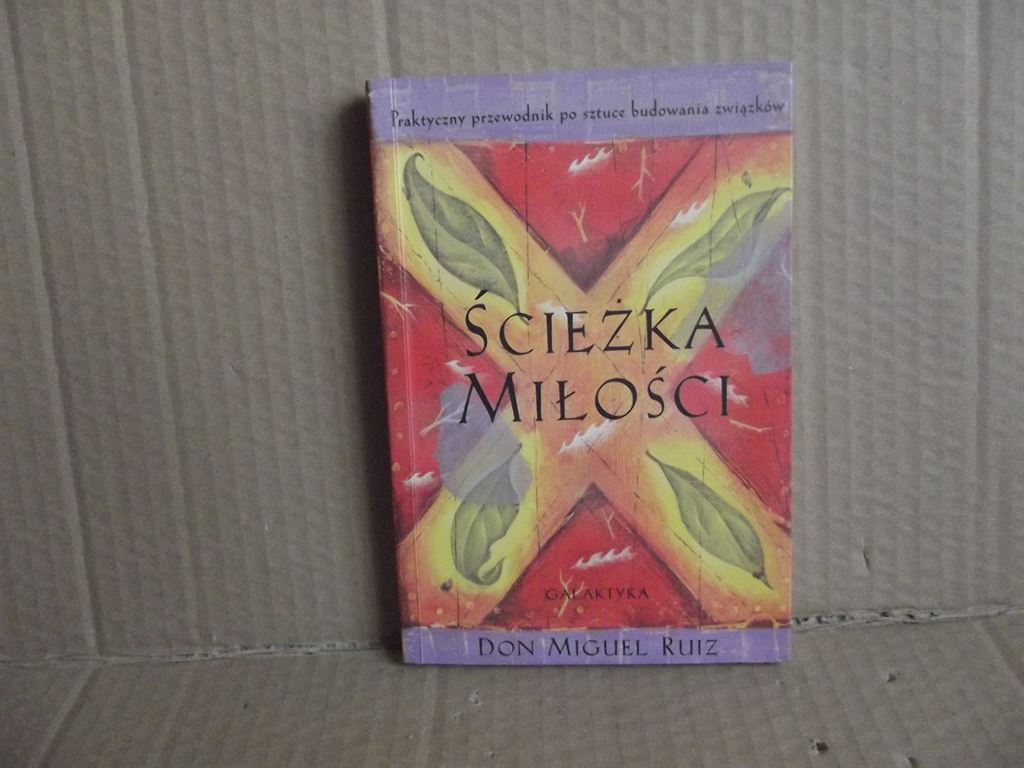 Praktyczny przewodnik po sztuce budowania związków
ŚCIEŻKA
MIŁOŚCI
GALAKTYKA
DON MIGUEL RUIZ